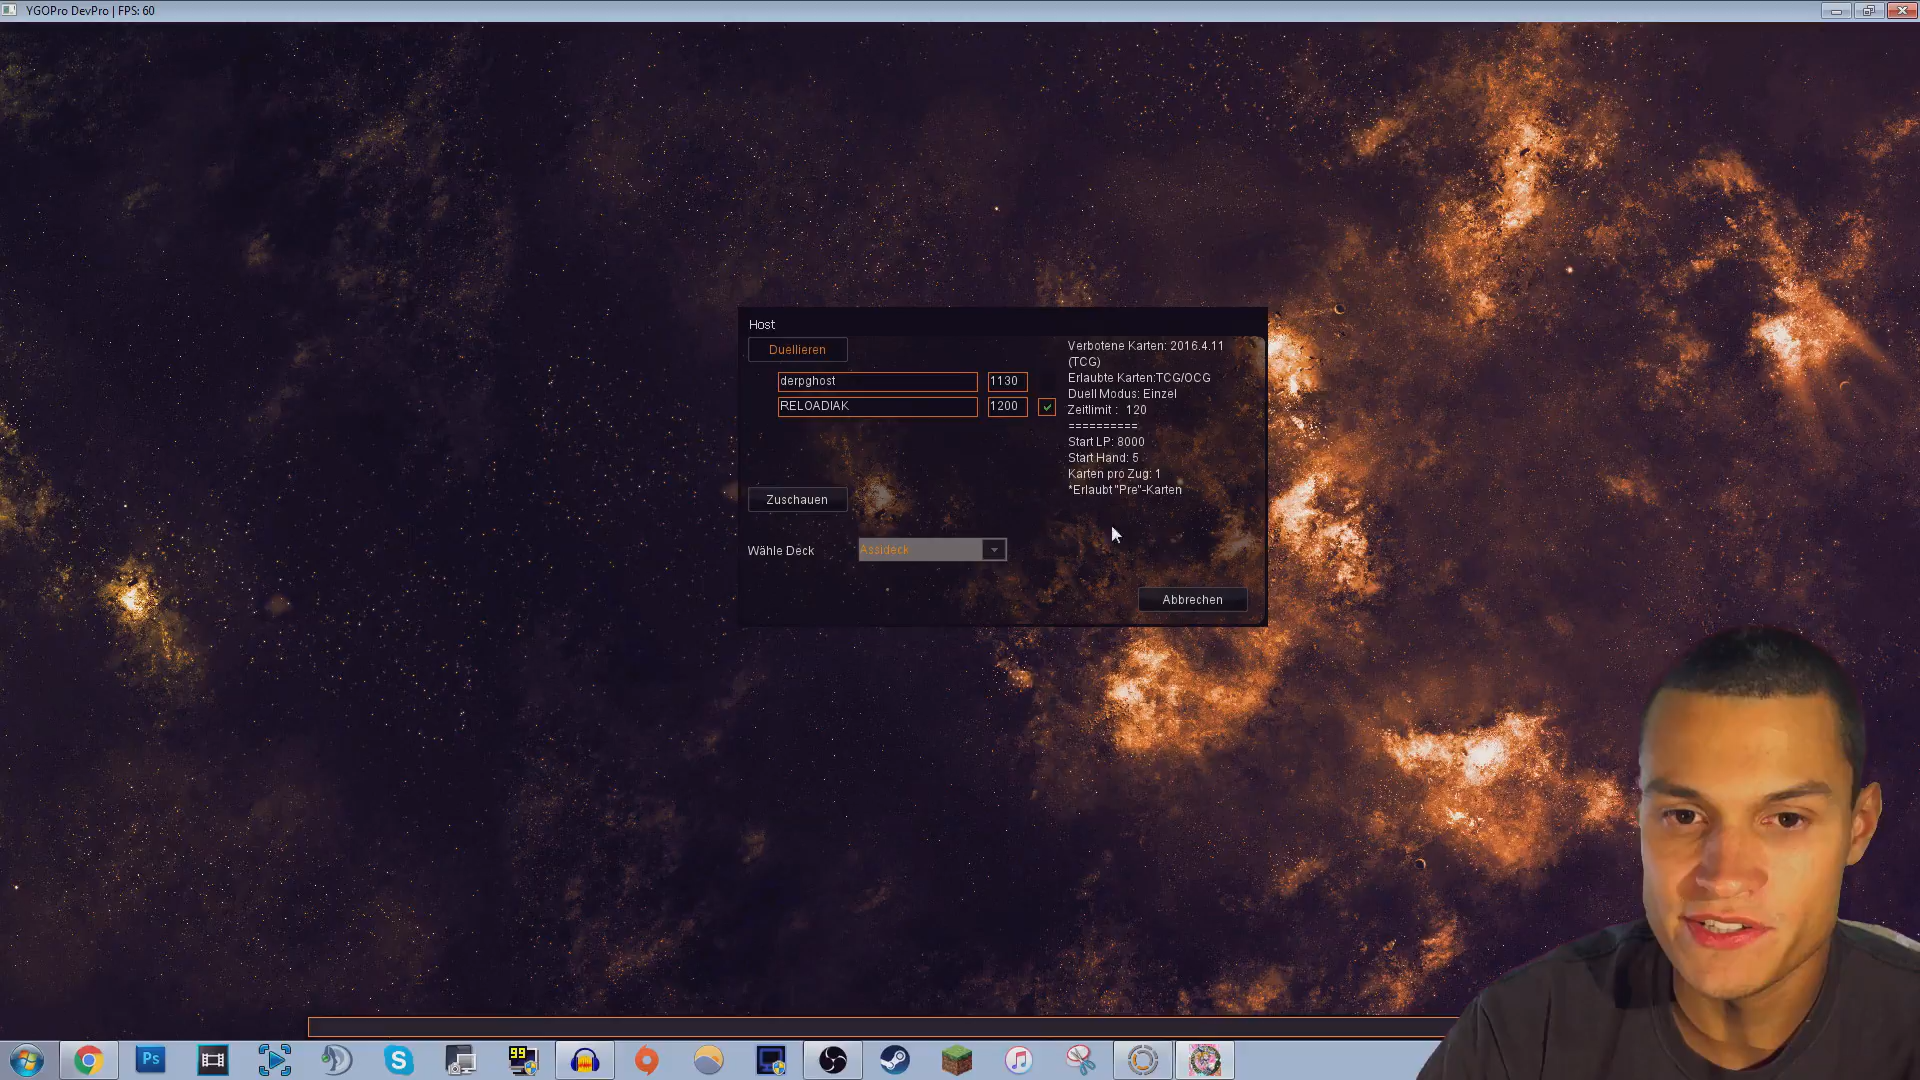 YGOPro DevPro | FPS: 60
Host
Duellieren
derpghost 1130
RELOADIAK 1200
Zuschauen
Wähle Deck Assideck
Verbotene Karten: 2016.4.11
(TCG)
Erlaubte Karten:TCG/OCG
Duell Modus: Einzel
Zeitlimit : 120
==========
Start LP: 8000
Start Hand: 5
Karten pro Zug: 1
*Erlaubt "Pre"-Karten
Abbrechen
Ps
99